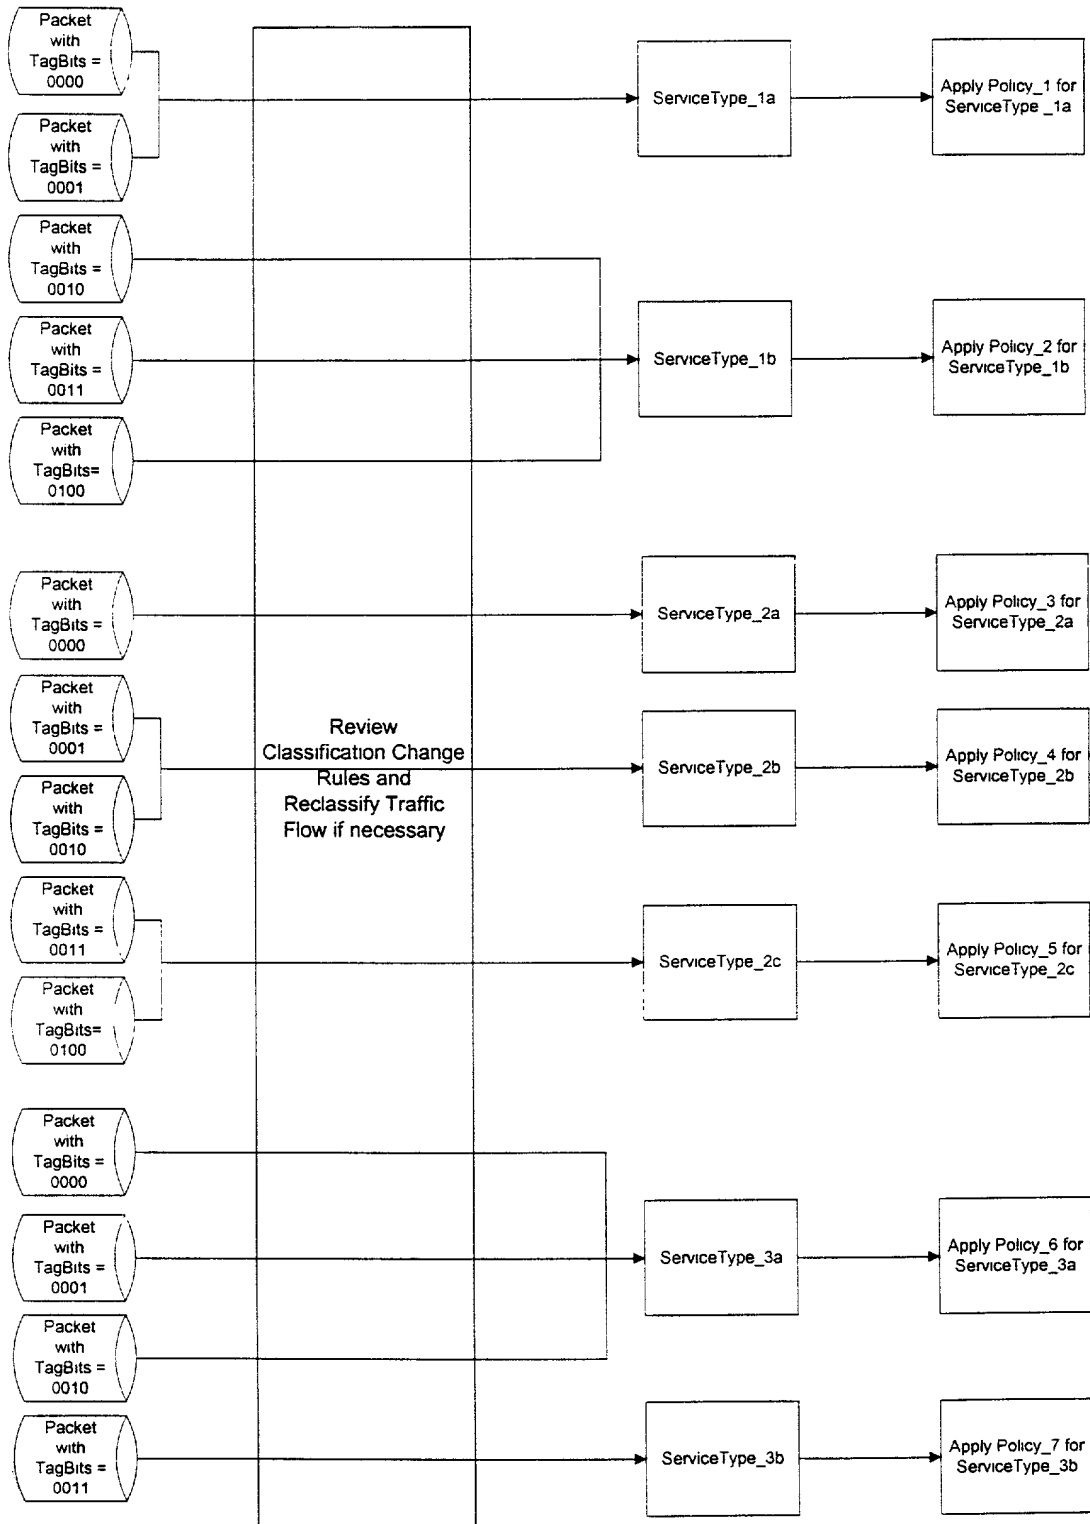 Packet
with
TagBits =
0000
Packet
with
TagBits =
0001
ServiceType_1a
Apply Policy_1 for
ServiceType _1a
Packet
with
TagBits =
0010
Packet
with
TagBits =
0011
Packet
with
TagBits=
0100
ServiceType_1b
Apply Policy_2 for
ServiceType_1b
Packet
with
TagBits =
0000
ServiceType_2a
Apply Policy_3 for
ServiceType_2a
Packet
with
TagBits =
0001
Packet
with
TagBits =
0010
Review
Classification Change
Rules and
Reclassify Traffic
Flow if necessary
ServiceType_2b
Apply Policy_4 for
ServiceType_2b
Packet
with
TagBits =
0011
Packet
with
TagBits=
0100
ServiceType_2c
Apply Policy_5 for
ServiceType_2c
Packet
with
TagBits =
0000
Packet
with
TagBits =
0001
Packet
with
TagBits =
0010
ServiceType_3a
Apply Policy_6 for
ServiceType_3a
Packet
with
TagBits =
0011
ServiceType_3b
Apply Policy_7 for
ServiceType_3b